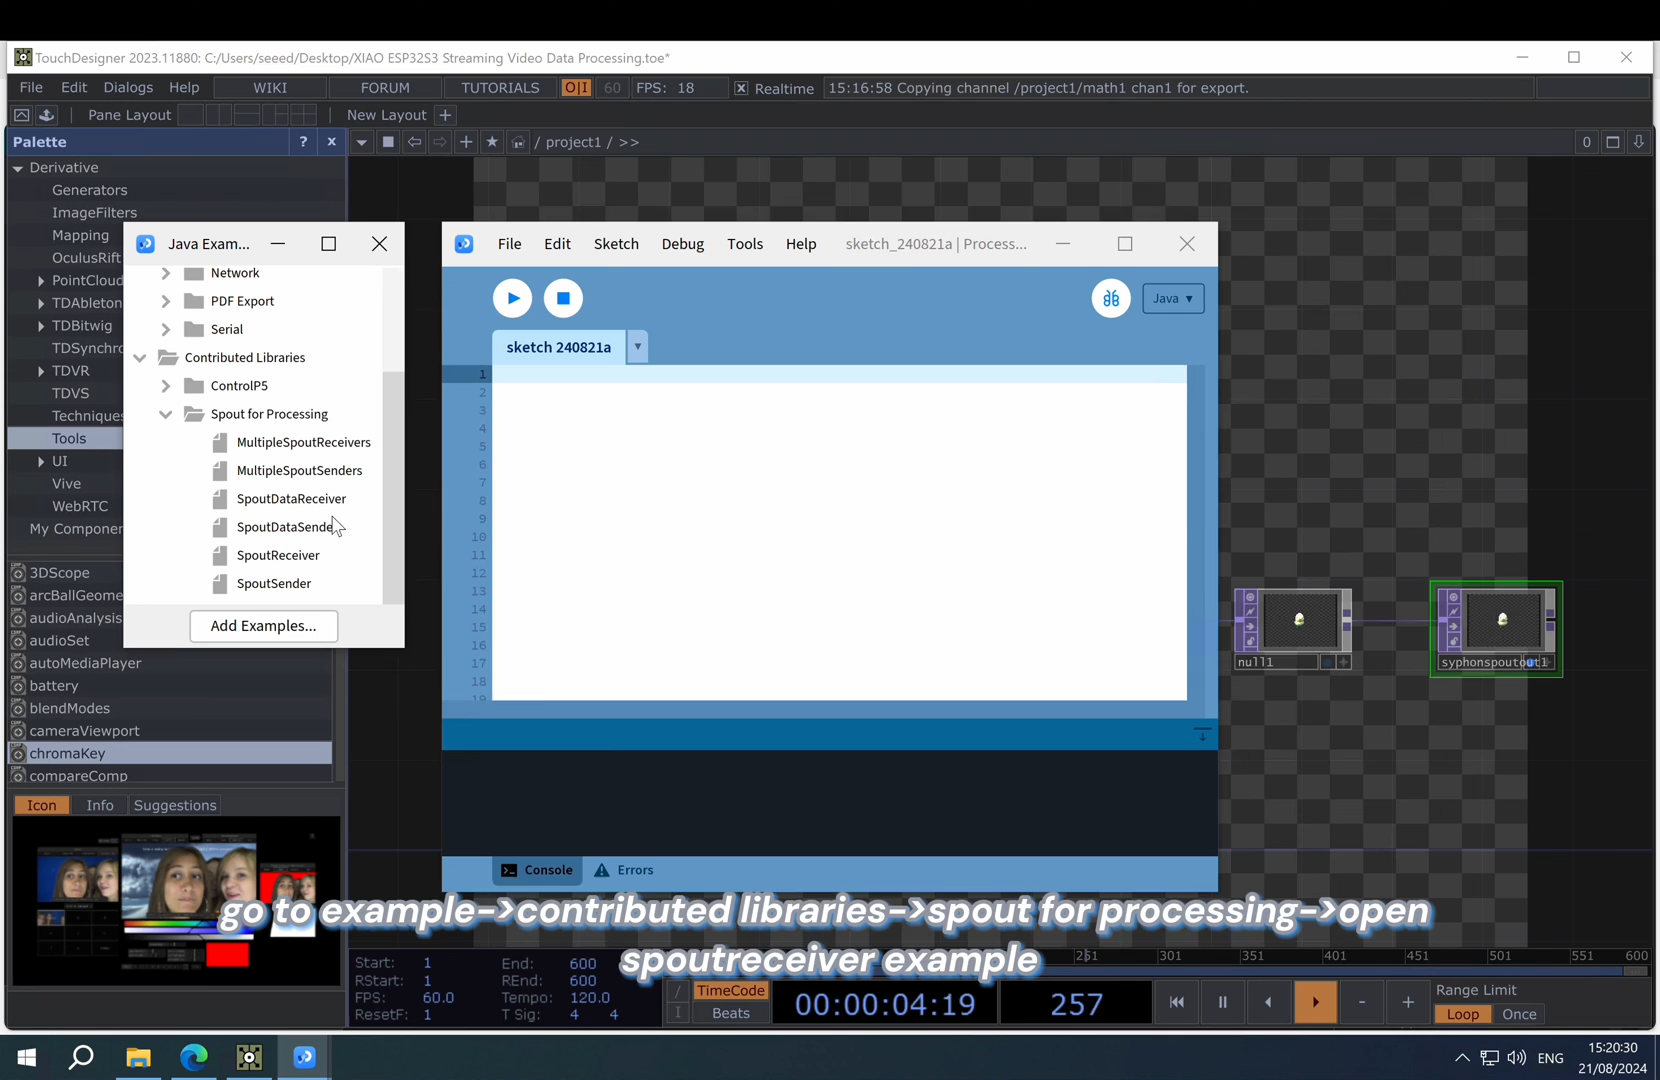 TouchDesigner 2023.11880: C:/Users/seeed/Desktop/XIAO ESP32S3 Streaming Video Data Processing.toe*
File Edit Dialogs Help WIKI FORUM TUTORIALS O|I 60 FPS: 18 X Realtime 15:16:58 Copying channel /project1/math1 chan1 for export.
Pane Layout New Layout +
Palette ? x / project1 / >> 0
Derivative
Generators
ImageFilters
Mapping
OculusRift
PointCloud
TDAbleton
TDBitwig
TDSynchro
TDVR
TDVS
Techniques
Tools
UI
Vive
WebRTC
My Componen
3DScope
arcBallGeome
audioAnalysis
audioSet
autoMediaPlayer
battery
blendModes
cameraViewport
chromaKey
compareComp
Icon Info Suggestions
Java Exam...
Network
PDF Export
Serial
Contributed Libraries
ControlP5
Spout for Processing
MultipleSpoutReceivers
MultipleSpoutSenders
SpoutDataReceiver
SpoutDataSende
SpoutReceiver
SpoutSender
Add Examples...
File Edit Sketch Debug Tools Help sketch_240821a | Process...
Java ▾
sketch 240821a
1
2
3
4
5
6
7
8
9
10
11
12
13
14
15
16
17
18
19
Console Errors
null1
syphonspoutout1
go to example->contributed libraries->spout for processing->open
spoutreceiver example
251 301 351 401 451 501 551 600
Start: 1 End: 600
RStart: 1 REnd: 600
FPS: 60.0 Tempo: 120.0
ResetF: 1 T Sig: 4 4
/ TimeCode
I Beats
00:00:04:19 257
- +
Range Limit
Loop Once
ENG
15:20:30
21/08/2024